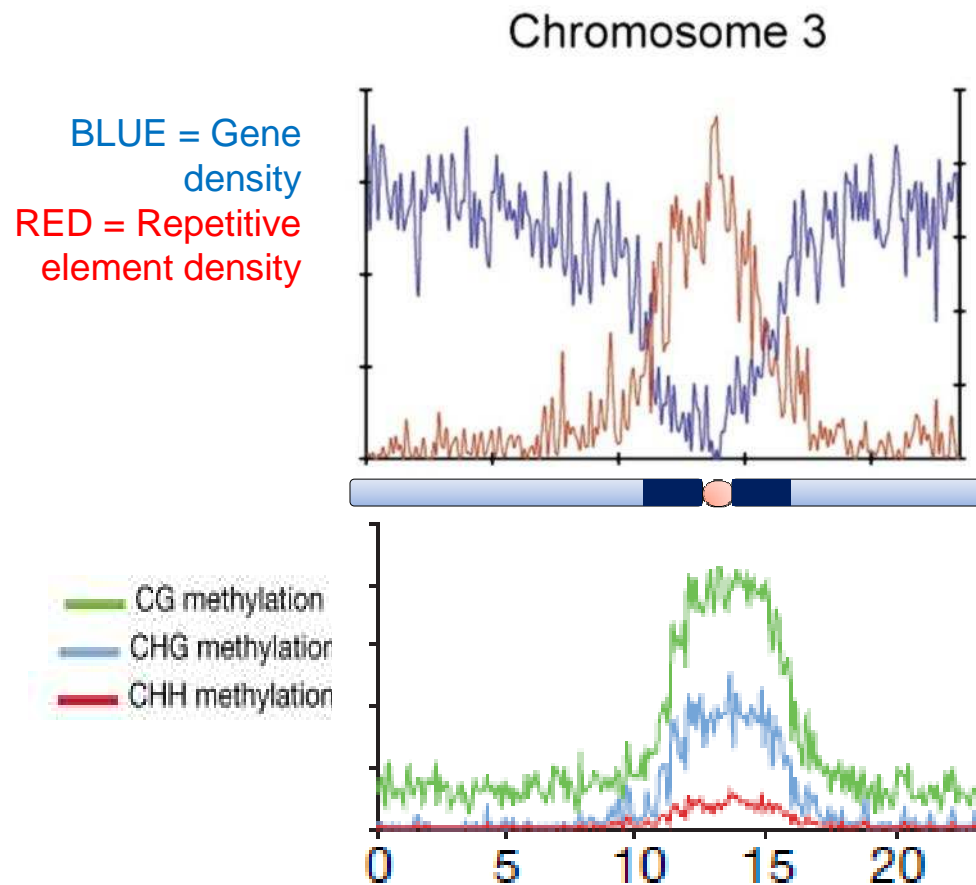 Chromosome 3
BLUE = Gene
density
RED = Repetitive
element density
CG methylation
CHG methylation
CHH methylation
0 5 10 15 20